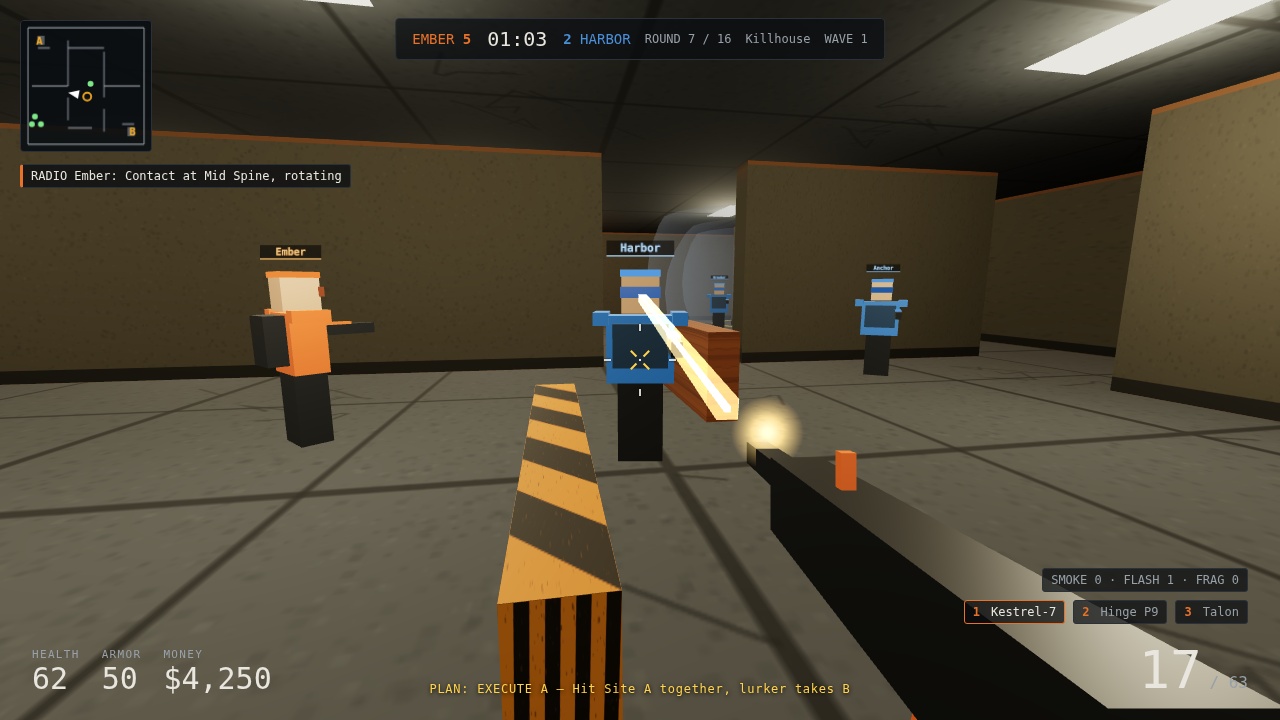 A
B
EMBER 5 01:03 2 HARBOR ROUND 7 / 16 Killhouse WAVE 1
RADIO Ember: Contact at Mid Spine, rotating
Ember
Harbor
Anchor
SMOKE 0 · FLASH 1 · FRAG 0
1 Kestrel-7 2 Hinge P9 3 Talon
HEALTH ARMOR MONEY
62 50 $4,250
17 / 63
PLAN: EXECUTE A — Hit Site A together, lurker takes B